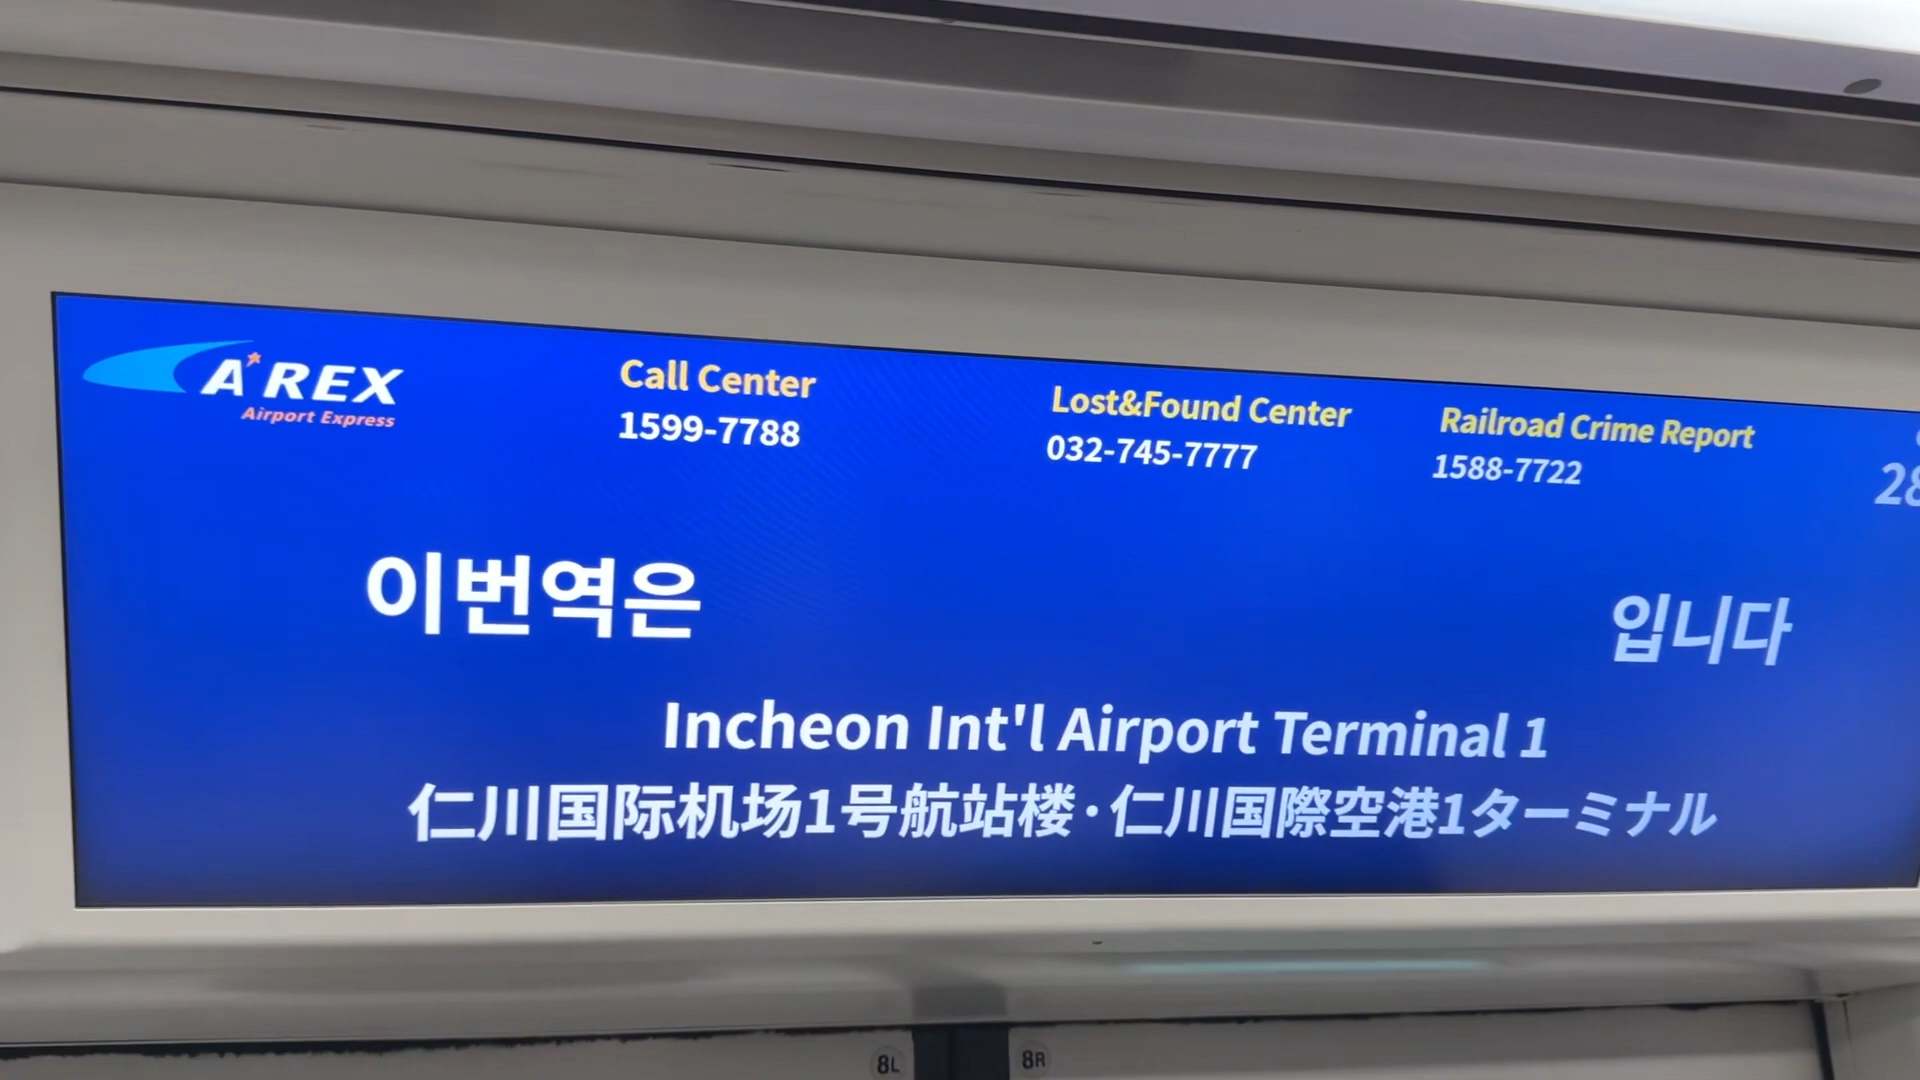 A'REX
Airport Express
Call Center
1599-7788
Lost&Found Center
032-745-7777
Railroad Crime Report
1588-7722
28
이번역은 입니다
Incheon Int'l Airport Terminal 1
仁川国际机场1号航站楼·仁川国際空港1ターミナル
8L
8R